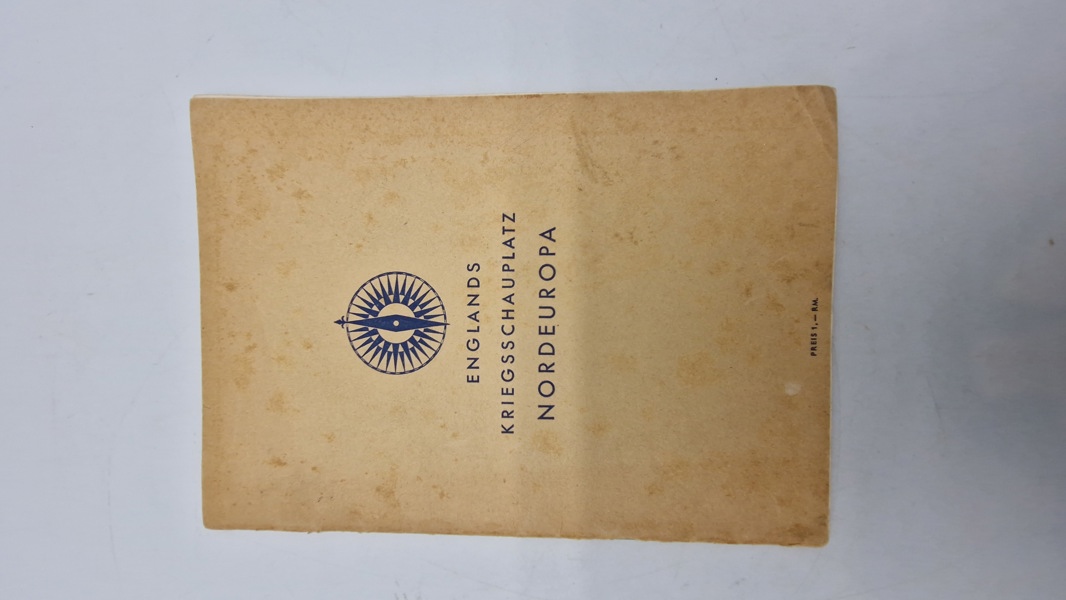 ENGLANDS
KRIEGSSCHAUPLATZ
NORDEUROPA
PREIS 1,— RM.